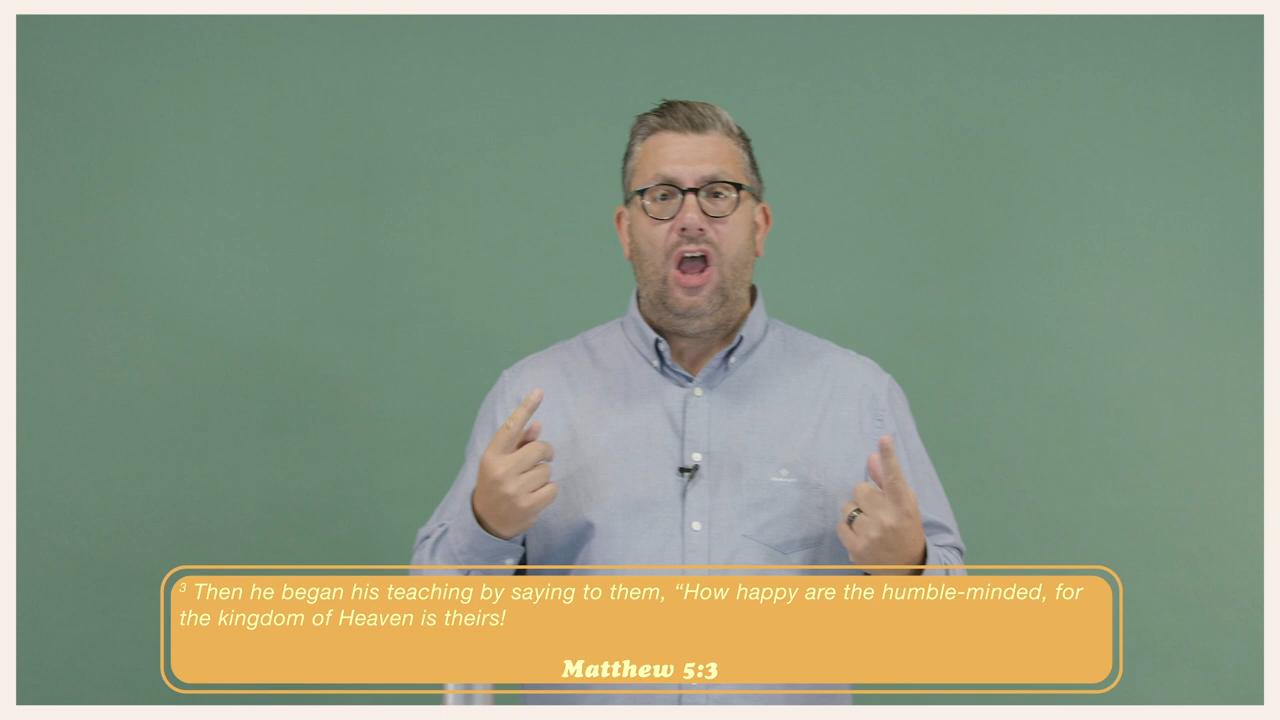 ³ Then he began his teaching by saying to them, “How happy are the humble-minded, for
the kingdom of Heaven is theirs!
Matthew 5:3